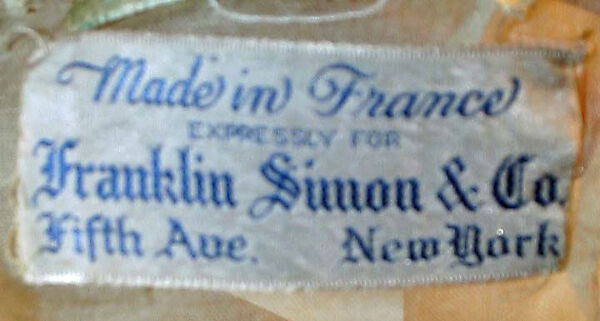 Made in France
EXPRESSLY FOR
Franklin Simon & Co.
Fifth Ave. New York